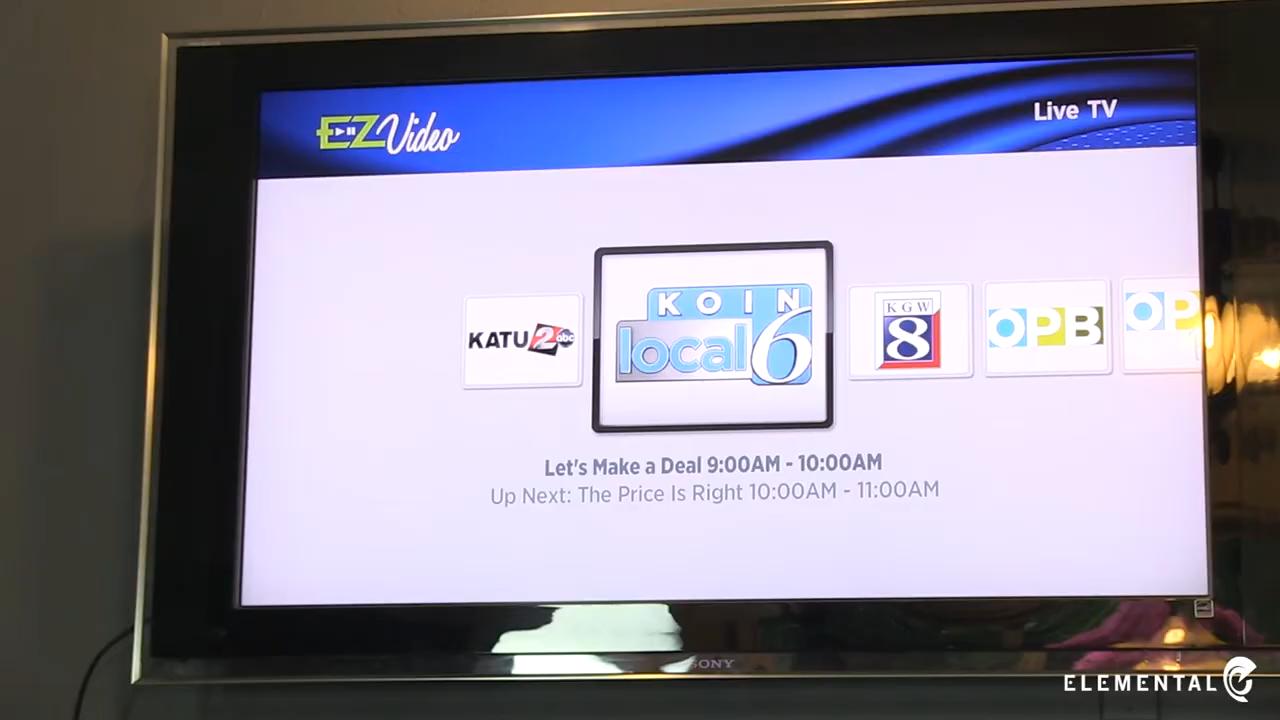 EZ Video
Live TV
KATU 2 abc
KOIN
local 6
KGW
8
OPB
OP
Let's Make a Deal 9:00AM - 10:00AM
Up Next: The Price Is Right 10:00AM - 11:00AM
SONY
ELEMENTAL